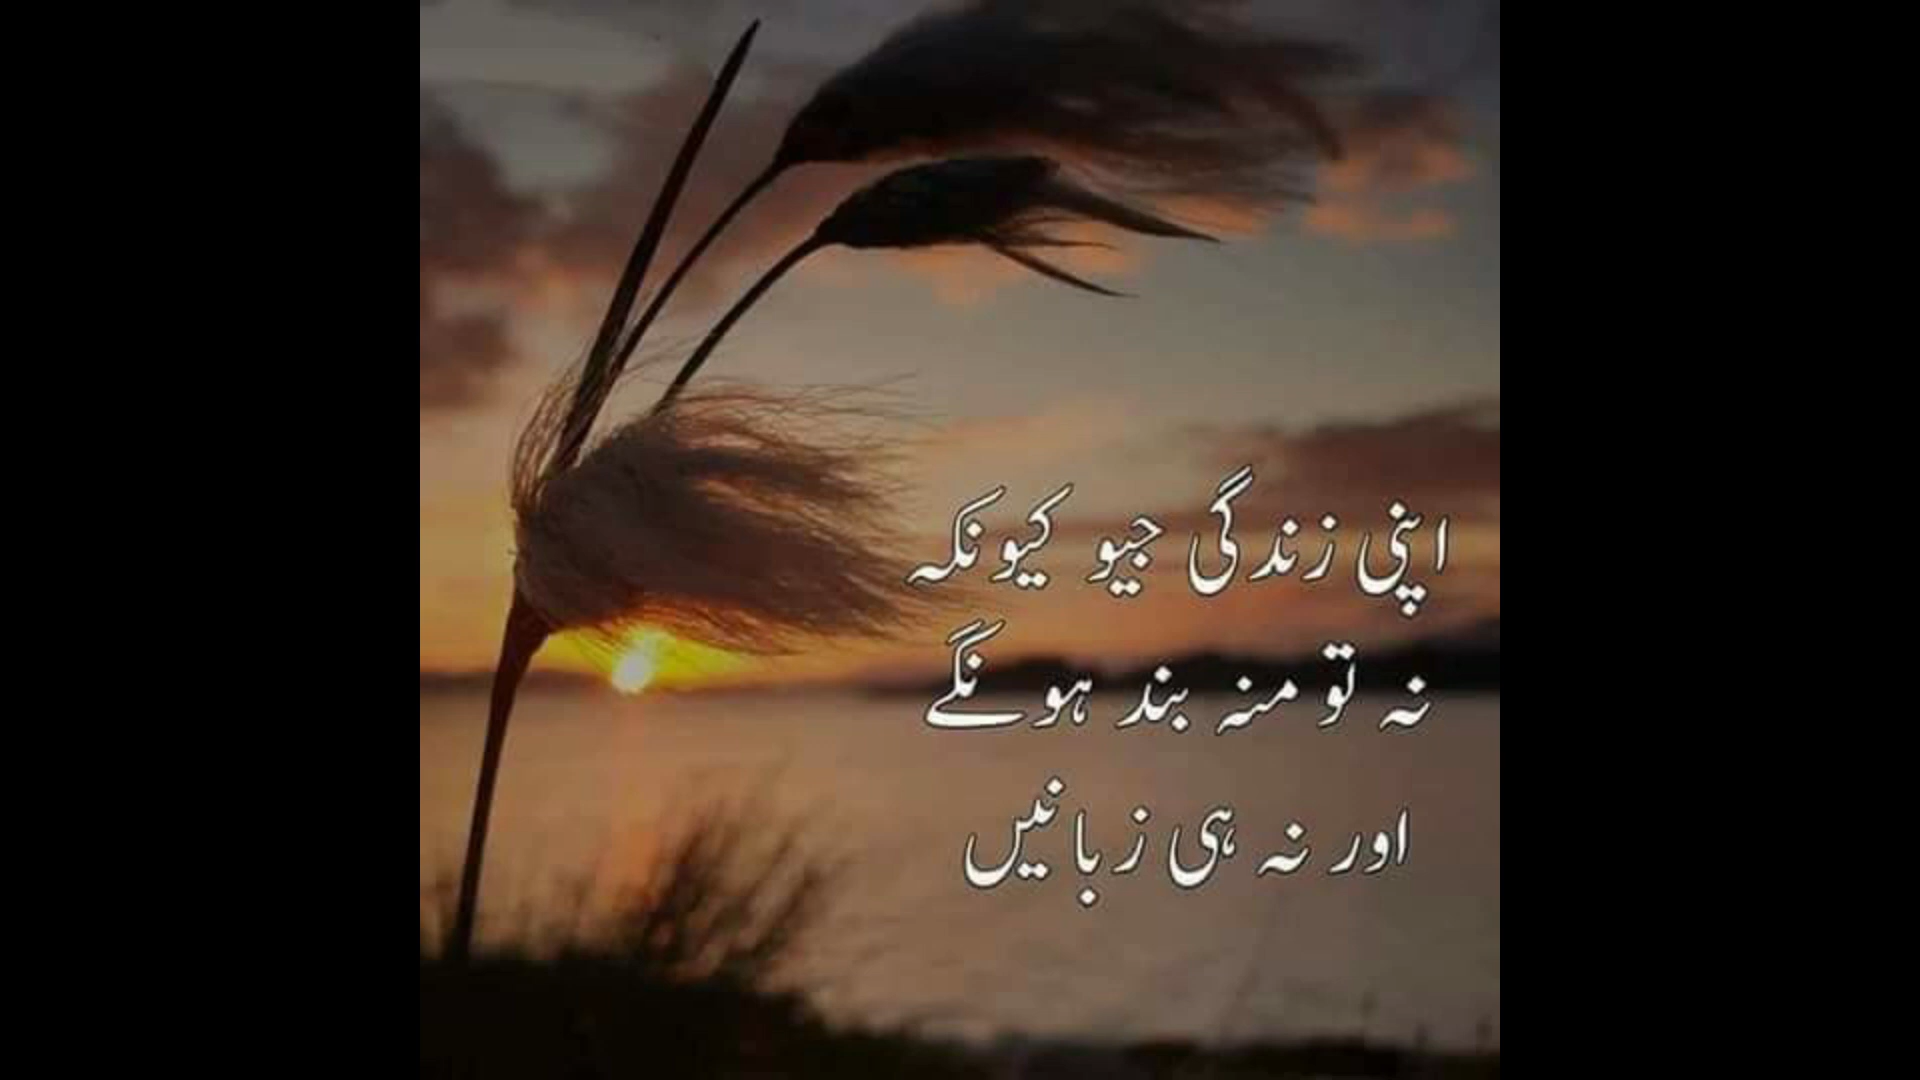 اپنی زندگی جیو کیونکہ
نہ تو منہ بند ہونگے
اور نہ ہی زبانیں